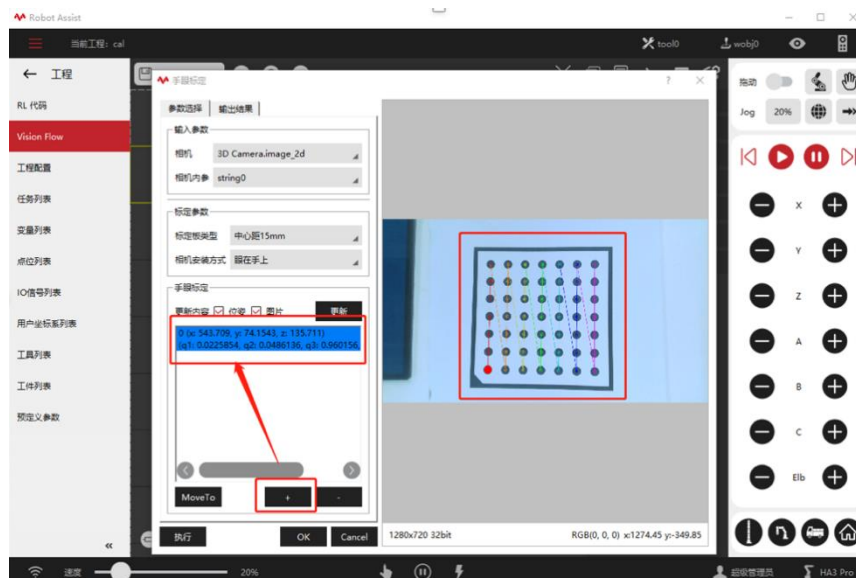 Robot Assist
当前工程: cal
tool0
wobj0
工程
RL 代码
Vision Flow
工程配置
任务列表
变量列表
点位列表
IO信号列表
用户坐标系列表
工具列表
工件列表
预定义参数
«
手眼标定
? ×
参数选择 输出结果
输入参数
相机 3D Camera.image_2d
相机内参 string0
标定参数
标定板类型 中心距15mm
相机安装方式 眼在手上
手眼标定
更新内容 位姿 图片 更新
0 (x: 543.709, y: 74.1543, z: 135.711)
(q1: 0.0225854, q2: 0.0486136, q3: 0.960156,
MoveTo + -
执行 OK Cancel
1280x720 32bit RGB(0, 0, 0) x:1274.45 y:-349.85
拖动
Jog 20%
X
Y
Z
A
B
C
Elb
速度 20%
超级管理员
HA3 Pro